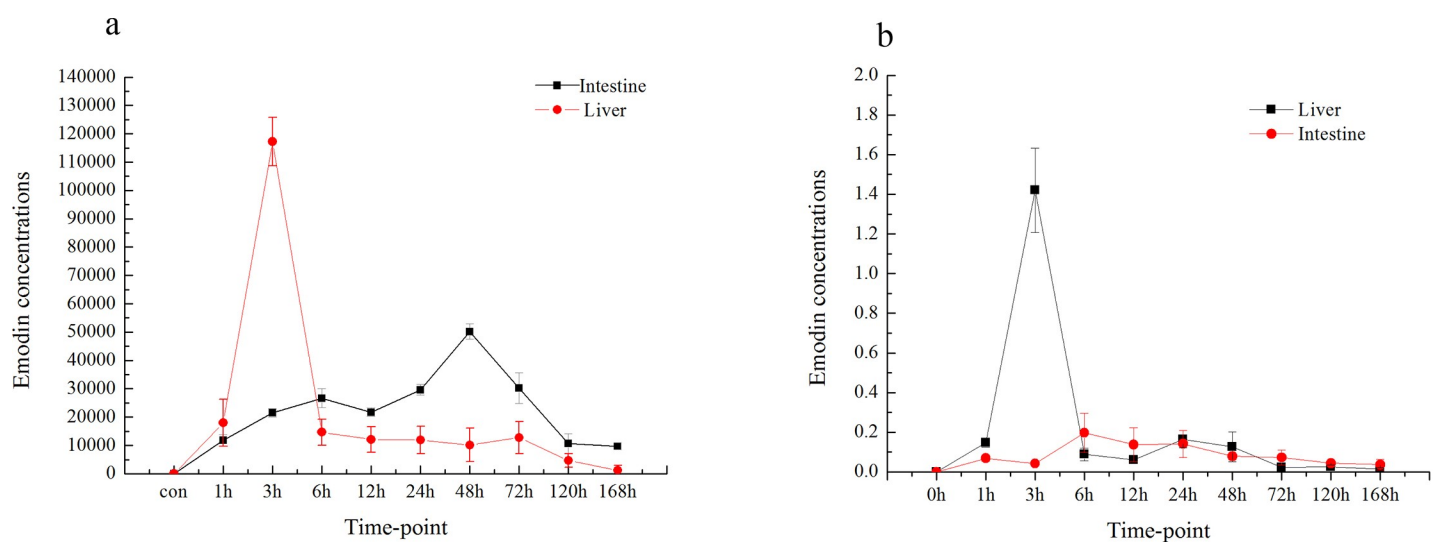 a
Emodin concentrations
140000
130000
120000
110000
100000
90000
80000
70000
60000
50000
40000
30000
20000
10000
0
Intestine
Liver
con 1h 3h 6h 12h 24h 48h 72h 120h 168h
Time-point
b
Emodin concentrations
2.0
1.8
1.6
1.4
1.2
1.0
0.8
0.6
0.4
0.2
0.0
Liver
Intestine
0h 1h 3h 6h 12h 24h 48h 72h 120h 168h
Time-point